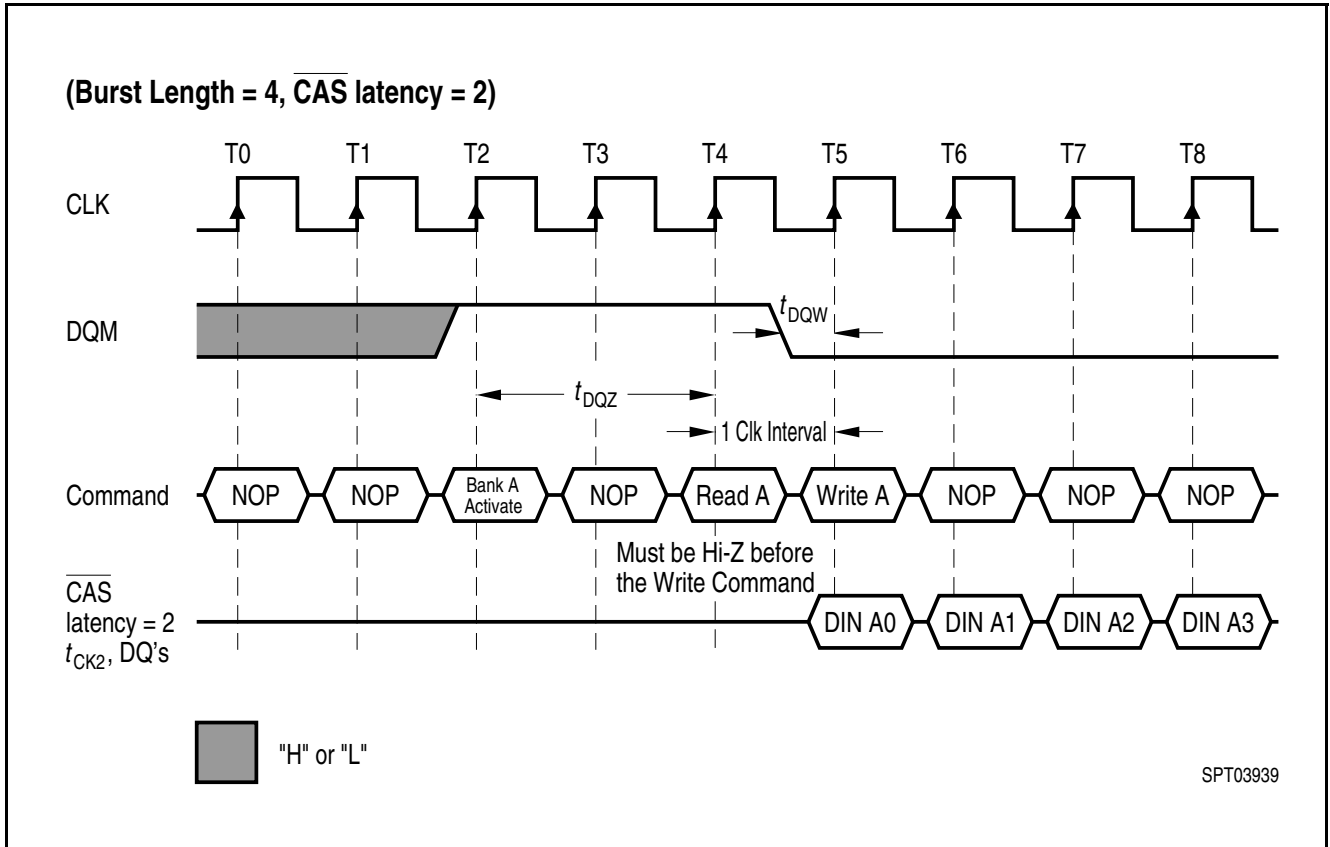 (Burst Length = 4, C̅A̅S̅ latency = 2)
T0 T1 T2 T3 T4 T5 T6 T7 T8
CLK
DQM
tDQW
tDQZ
1 Clk Interval
Command
NOP
NOP
Bank A
Activate
NOP
Read A
Write A
NOP
NOP
NOP
Must be Hi-Z before
the Write Command
C̅A̅S̅
latency = 2
tCK2, DQ's
DIN A0
DIN A1
DIN A2
DIN A3
"H" or "L"
SPT03939